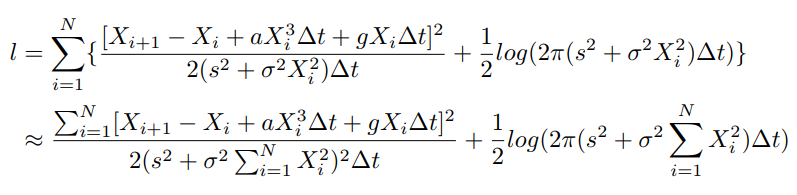 l = \sum_{i=1}^{N} \{ \frac{[X_{i+1} - X_i + aX_i^3 \Delta t + gX_i \Delta t]^2}{2(s^2 + \sigma^2 X_i^2)\Delta t} + \frac{1}{2} log(2\pi(s^2 + \sigma^2 X_i^2)\Delta t) \}
\approx \frac{\sum_{i=1}^{N} [X_{i+1} - X_i + aX_i^3 \Delta t + gX_i \Delta t]^2}{2(s^2 + \sigma^2 \sum_{i=1}^{N} X_i^2)^2 \Delta t} + \frac{1}{2} log(2\pi(s^2 + \sigma^2 \sum_{i=1}^{N} X_i^2)\Delta t)